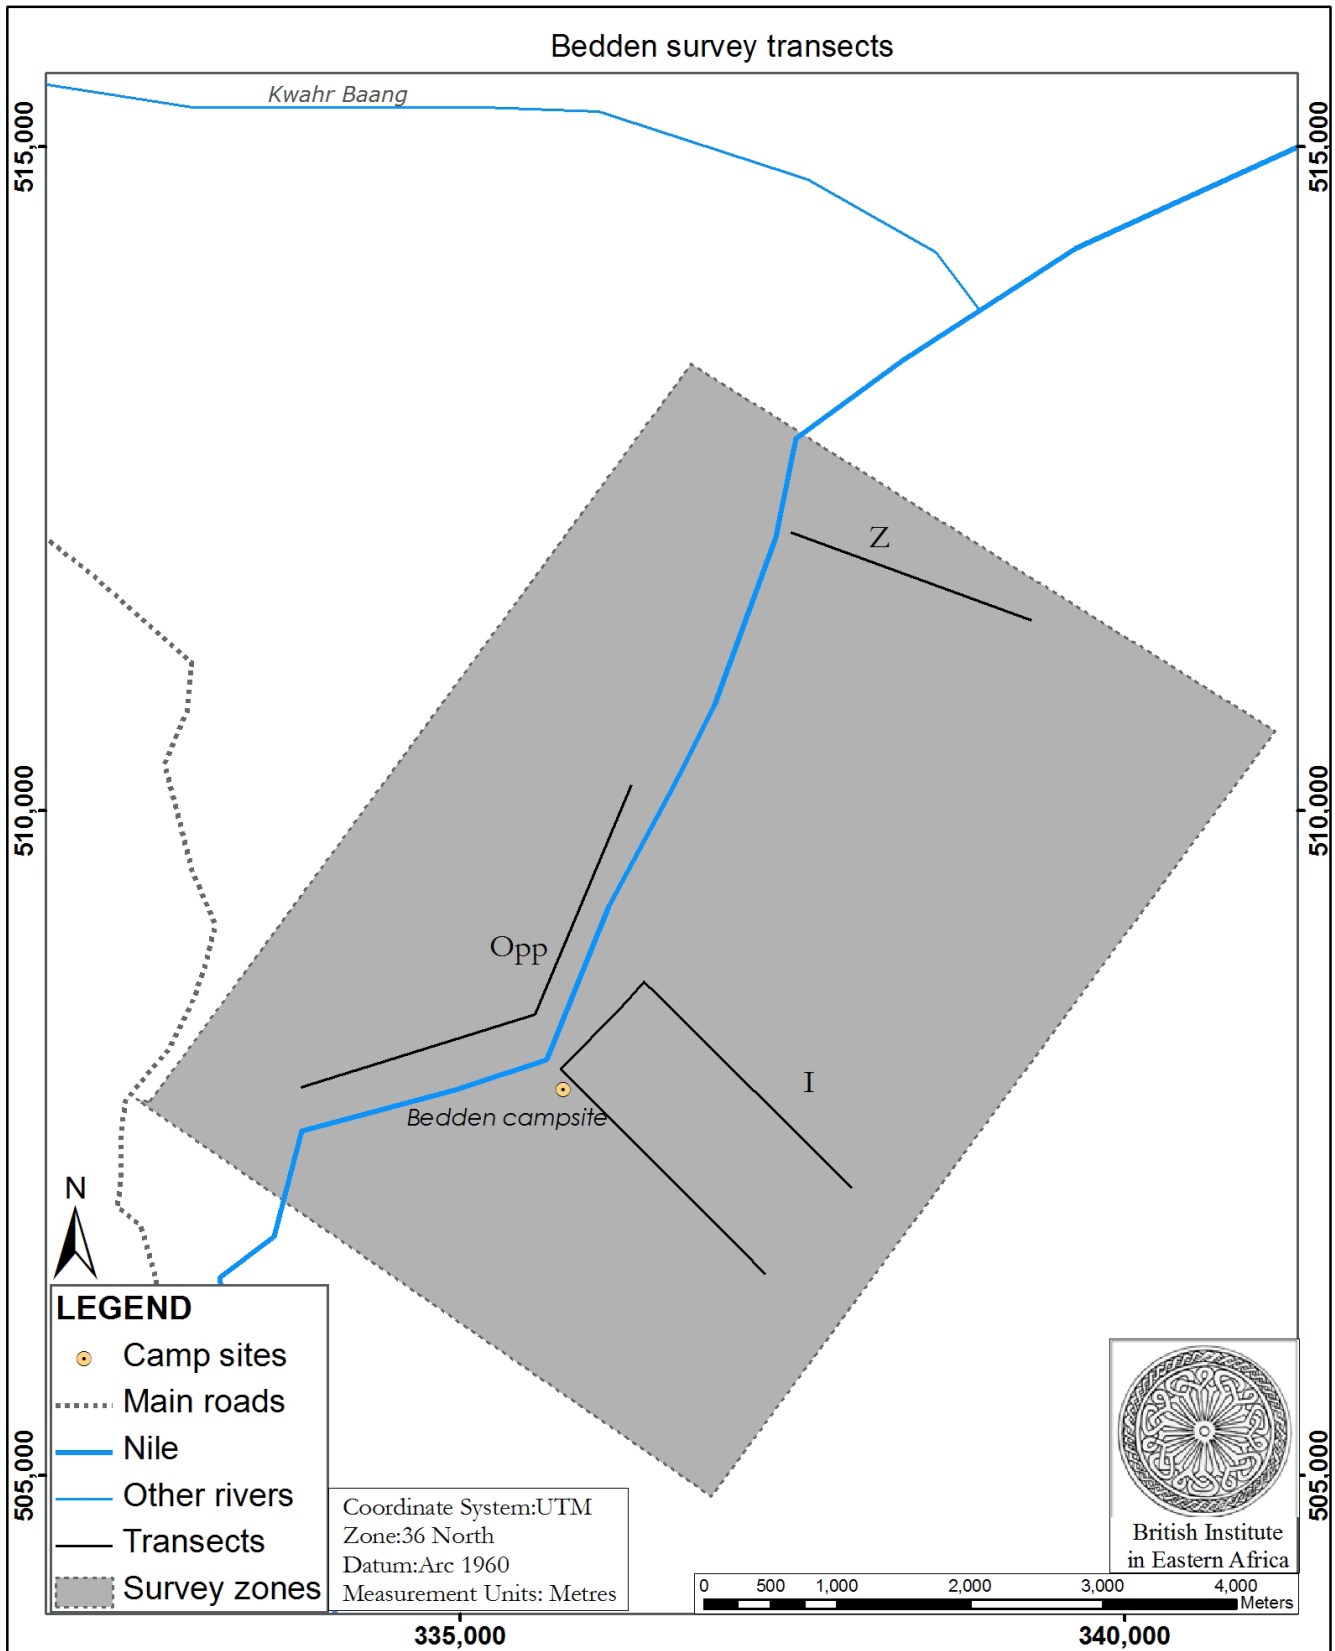 Bedden survey transects
Kwahr Baang
515,000
515,000
Z
510,000
510,000
Opp
I
Bedden campsite
N
LEGEND
Camp sites
Main roads
Nile
Other rivers
Transects
Survey zones
505,000
505,000
Coordinate System:UTM
Zone:36 North
Datum:Arc 1960
Measurement Units: Metres
British Institute
in Eastern Africa
0 500 1,000 2,000 3,000 4,000
Meters
335,000
340,000